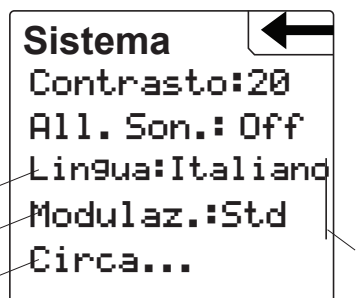 Sistema
Contrasto:20
All. Son.: Off
Lingua:Italiano
Modulaz.:Std
Circa...